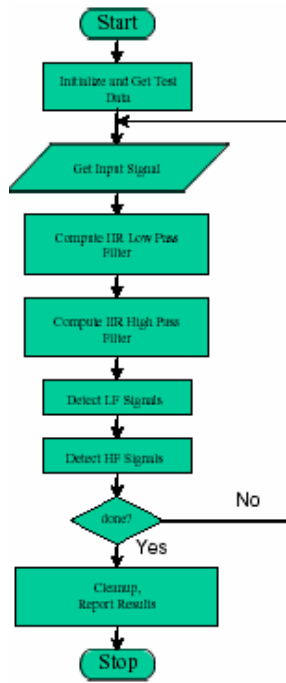 Start
Initialize and Get Test
Data
Get Input Signal
Compute IIR Low Pass
Filter
Compute IIR High Pass
Filter
Detect LF Signals
Detect HF Signals
done?
No
Yes
Cleanup,
Report Results
Stop